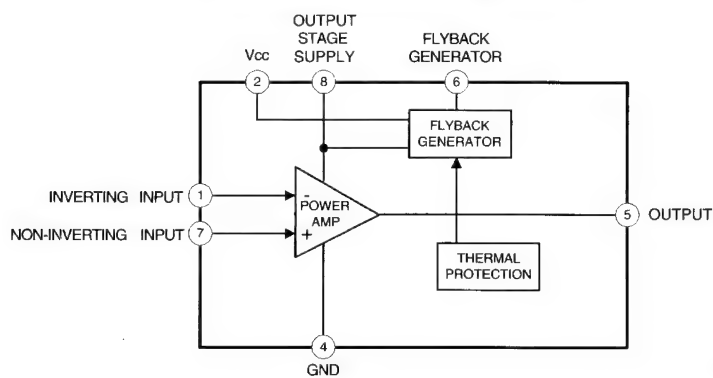 OUTPUT
STAGE
SUPPLY
FLYBACK
GENERATOR
Vcc
2
8
6
FLYBACK
GENERATOR
INVERTING INPUT
1
-
POWER
AMP
NON-INVERTING INPUT
7
+
5
OUTPUT
THERMAL
PROTECTION
4
GND